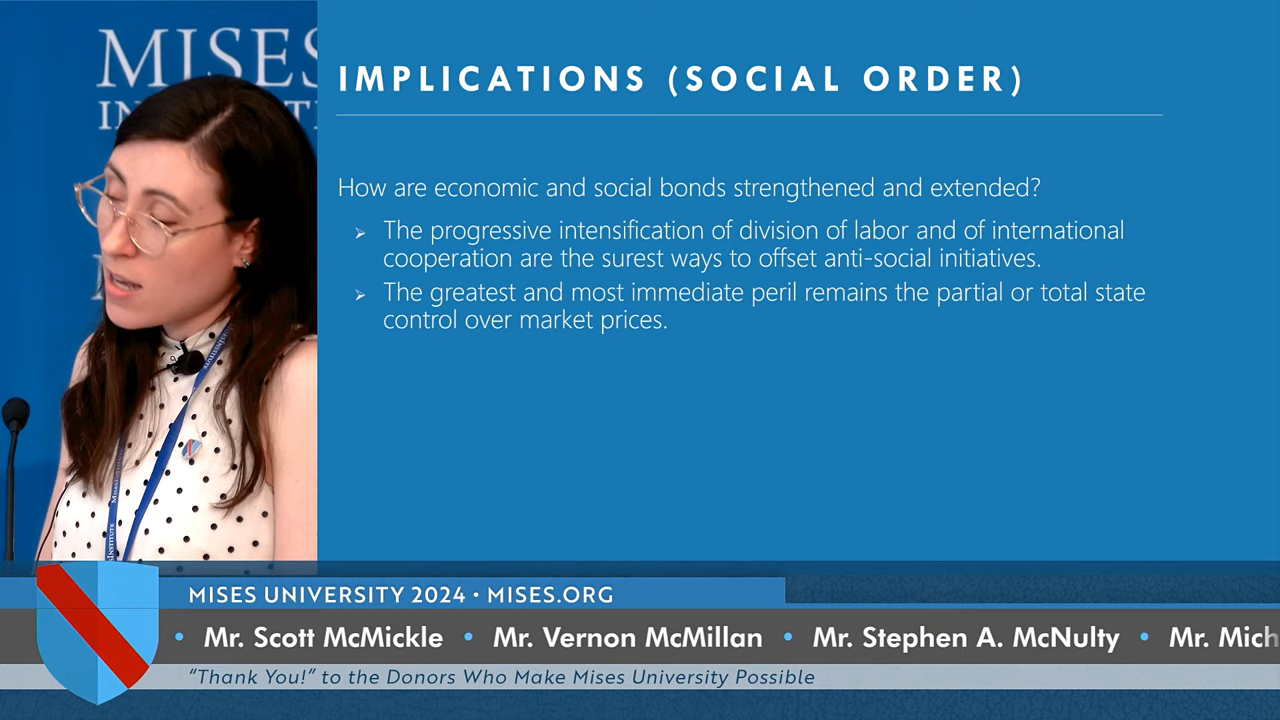 MISES
IMPLICATIONS (SOCIAL ORDER)
How are economic and social bonds strengthened and extended?
➢ The progressive intensification of division of labor and of international
cooperation are the surest ways to offset anti-social initiatives.
➢ The greatest and most immediate peril remains the partial or total state
control over market prices.
MISES UNIVERSITY 2024 • MISES.ORG
• Mr. Scott McMickle • Mr. Vernon McMillan • Mr. Stephen A. McNulty • Mr. Mich
“Thank You!” to the Donors Who Make Mises University Possible